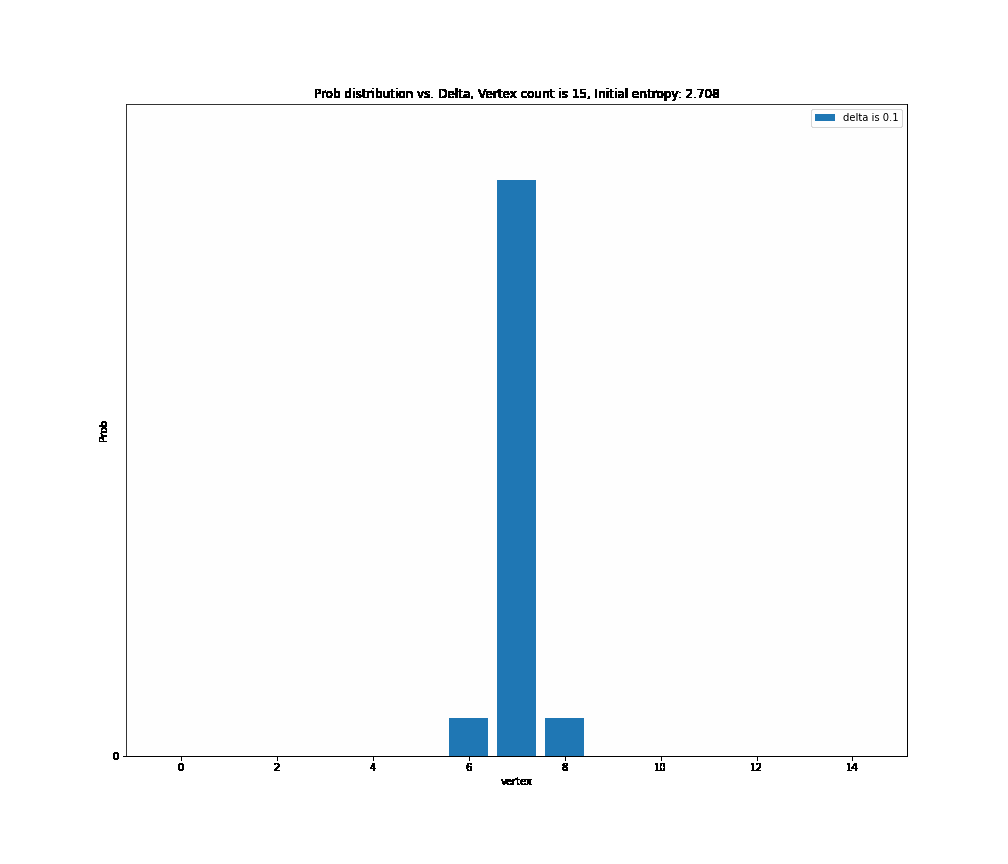 Prob distribution vs. Delta, Vertex count is 15, Initial entropy: 2.708
delta is 0.1
Prob
0
0 2 4 6 8 10 12 14
vertex